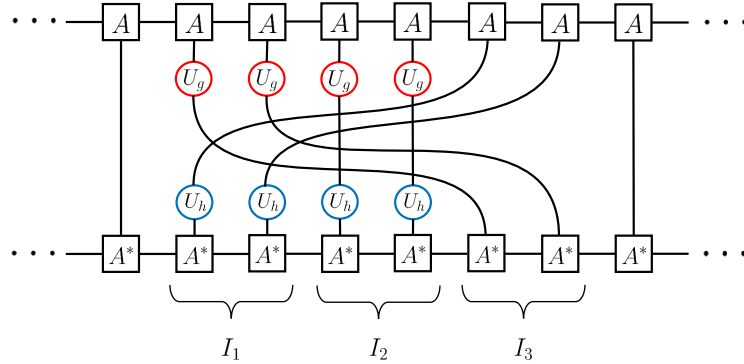 ··· A A A A A A A A ···
U_g U_g U_g U_g
U_h U_h U_h U_h
··· A* A* A* A* A* A* A* A* ···
I_1 I_2 I_3